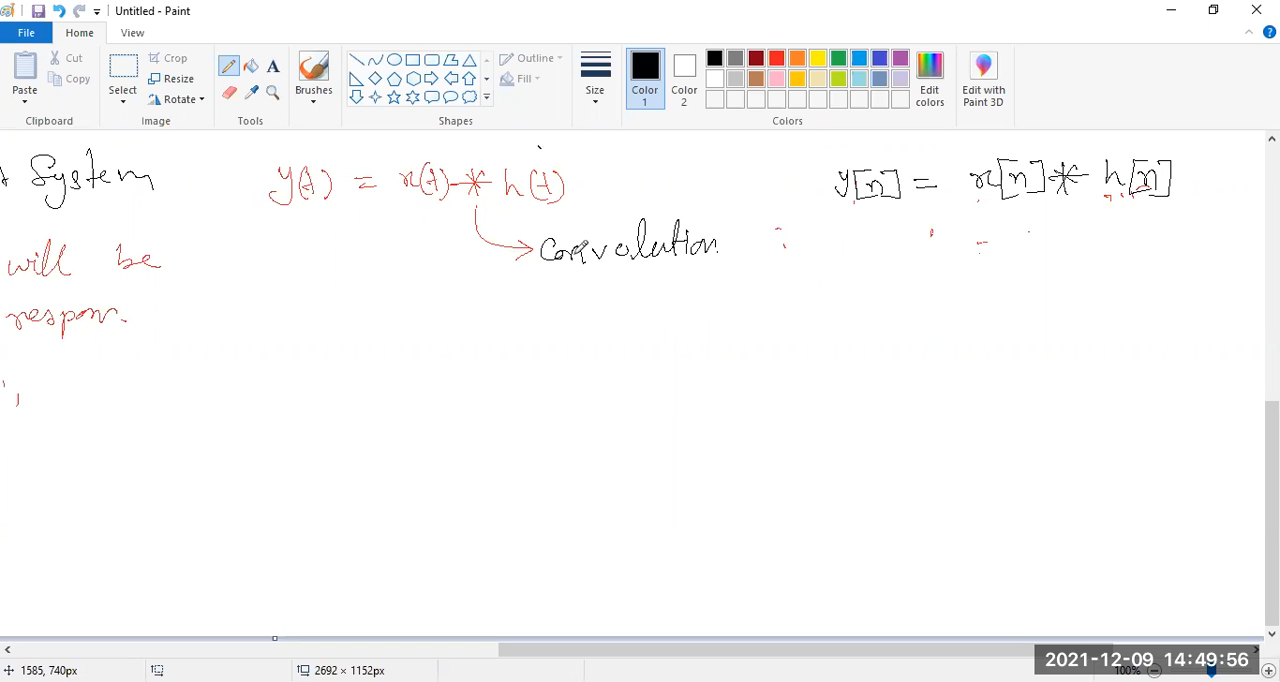 Untitled - Paint
File Home View
Paste Cut Copy Clipboard
Select Crop Resize Rotate Image
Tools
Brushes
Outline Fill Shapes
Size
Color 1 Color 2 Edit colors Colors
Edit with Paint 3D
System y(t) = x(t) * h(t) y[n] = x[n] * h[n]
will be convolution
respon.
1585, 740px 2692 × 1152px 100%
2021-12-09 14:49:56